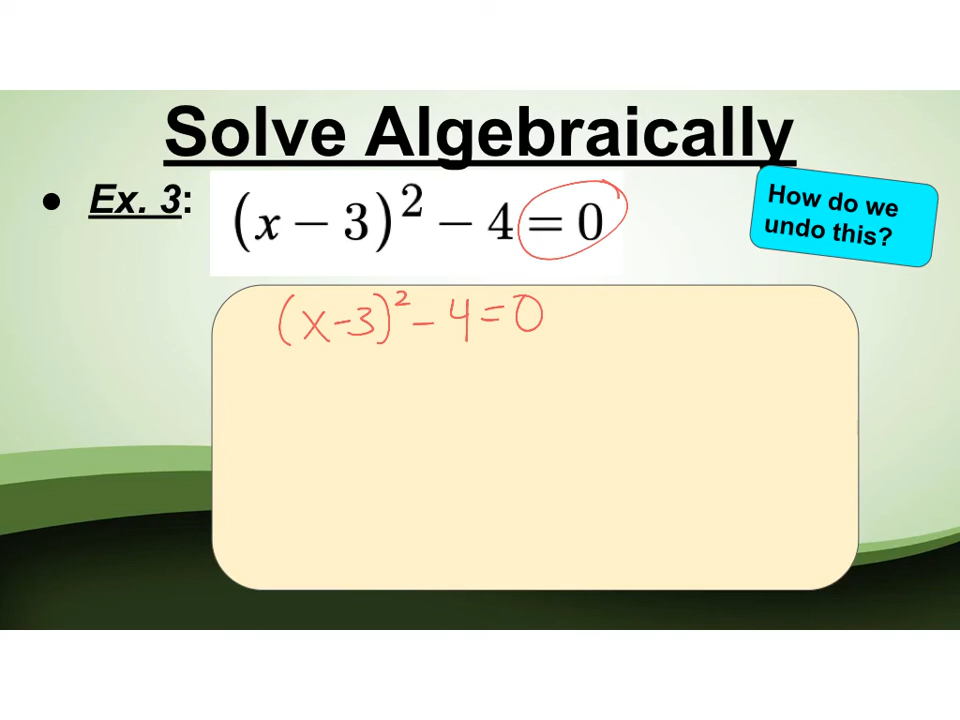 Solve Algebraically
● Ex. 3: (x − 3)² − 4 = 0
How do we
undo this?
(x-3)² - 4 = 0